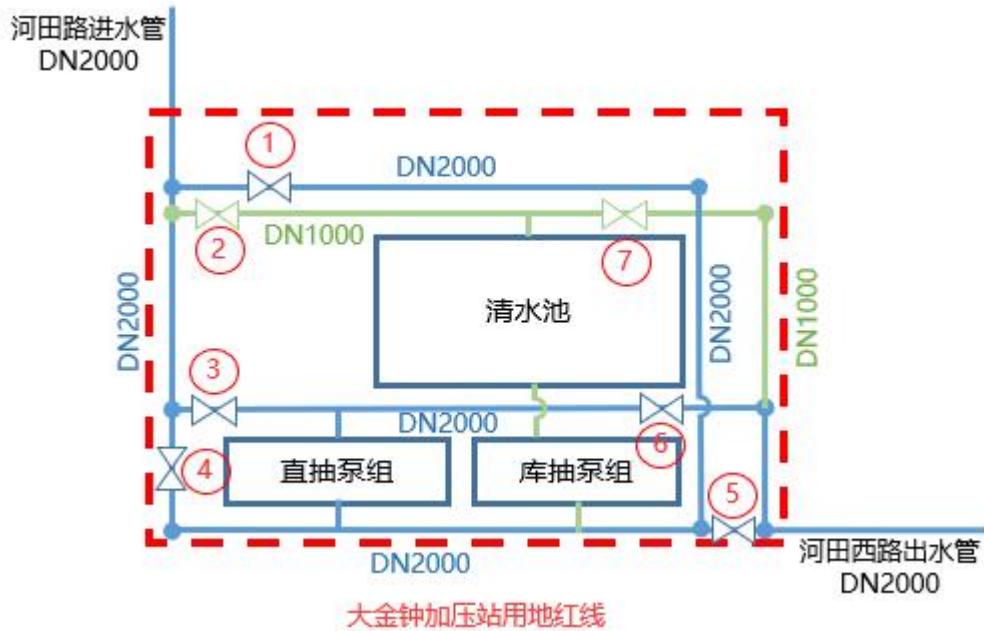 河田路进水管
DN2000
①
DN2000
②
DN1000
⑦
清水池
DN2000
DN2000
DN1000
③
DN2000
⑥
④
直抽泵组
库抽泵组
⑤
DN2000
河田西路出水管
DN2000
大金钟加压站用地红线